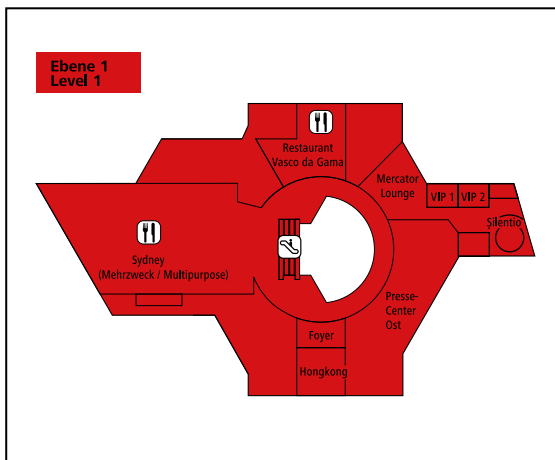 Ebene 1
Level 1
Restaurant
Vasco da Gama
Mercator
Lounge
VIP 1
VIP 2
Silentio
Sydney
(Mehrzweck / Multipurpose)
Presse-
Center
Ost
Foyer
Hongkong